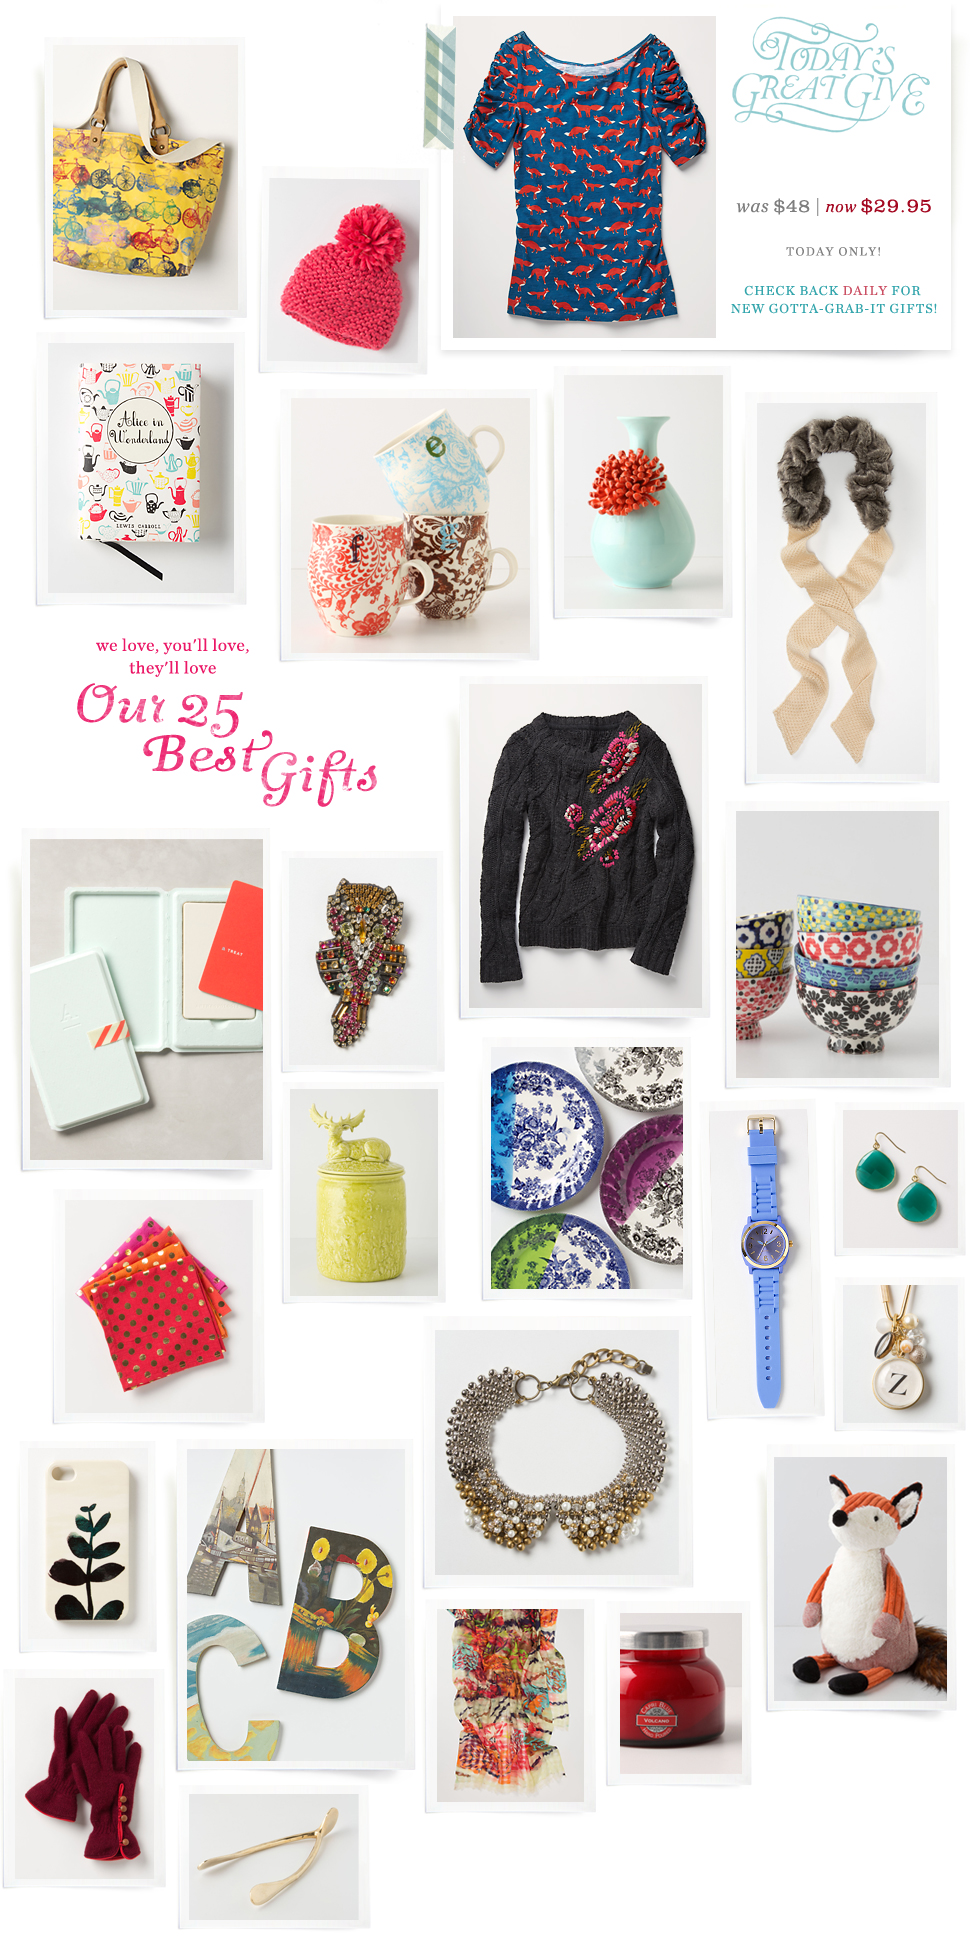 TODAY'S
GREAT GIVE
was $48 | now $29.95
TODAY ONLY!
CHECK BACK DAILY FOR
NEW GOTTA-GRAB-IT GIFTS!
Alice in
Wonderland
LEWIS CARROLL
e
f
we love, you'll love,
they'll love
Our 25
Best Gifts
A
Z
A
B
C
VOLCANO